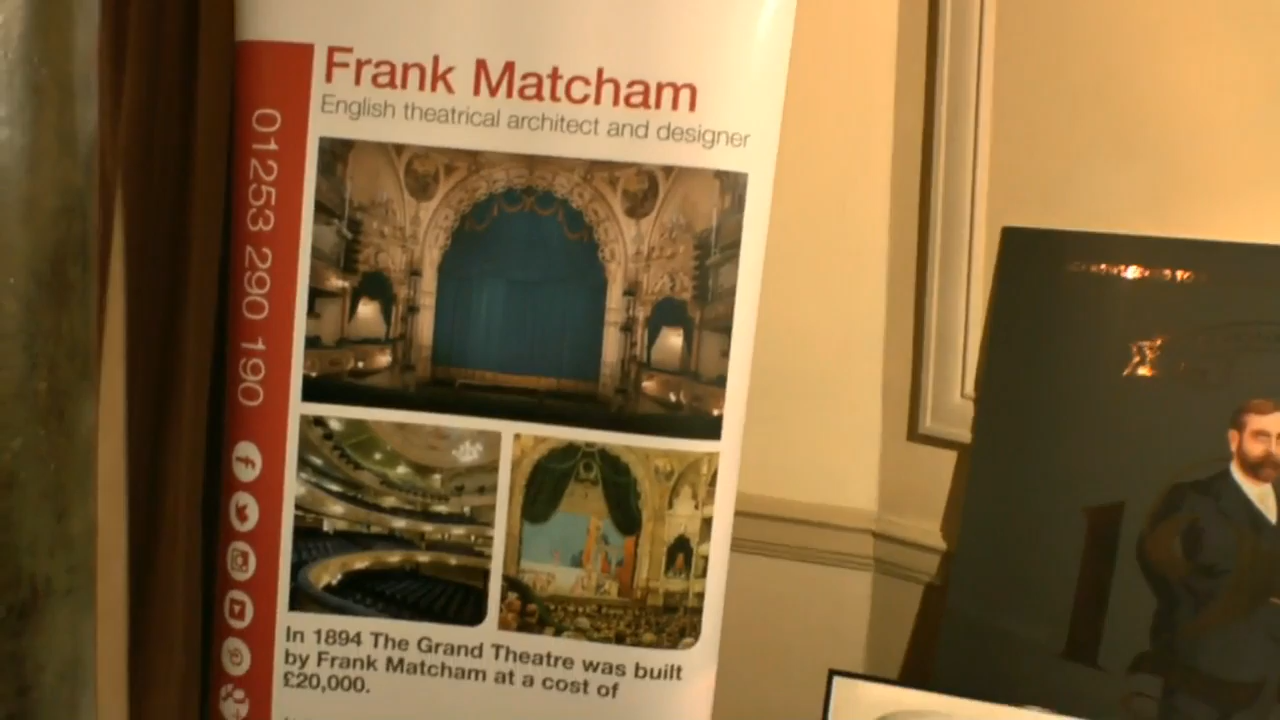 Frank Matcham
English theatrical architect and designer
01253 290 190
In 1894 The Grand Theatre was built
by Frank Matcham at a cost of
£20,000.